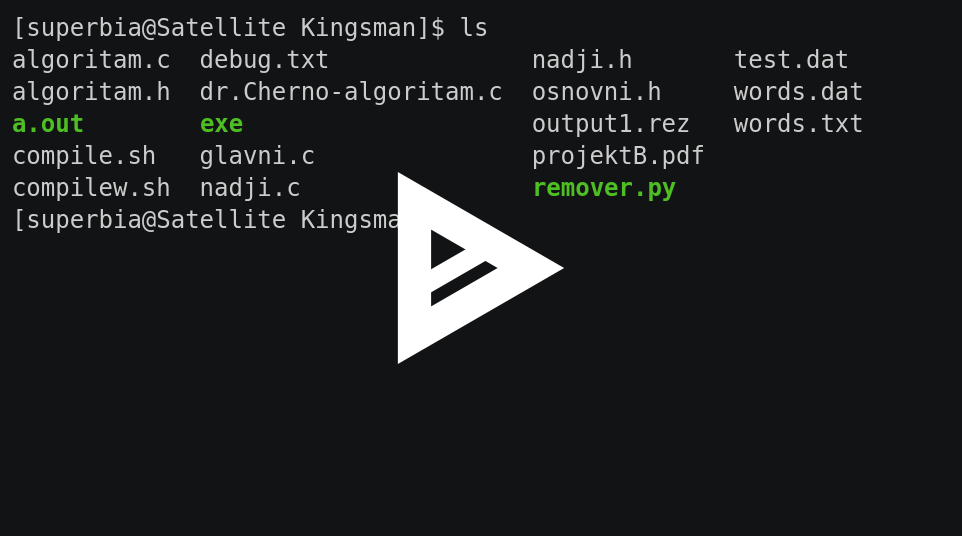 [superbia@Satellite Kingsman]$ ls
algoritam.c  debug.txt              nadji.h       test.dat
algoritam.h  dr.Cherno-algoritam.c  osnovni.h     words.dat
a.out        exe                    output1.rez   words.txt
compile.sh   glavni.c               projektB.pdf
compilew.sh  nadji.c                remover.py
[superbia@Satellite Kingsma